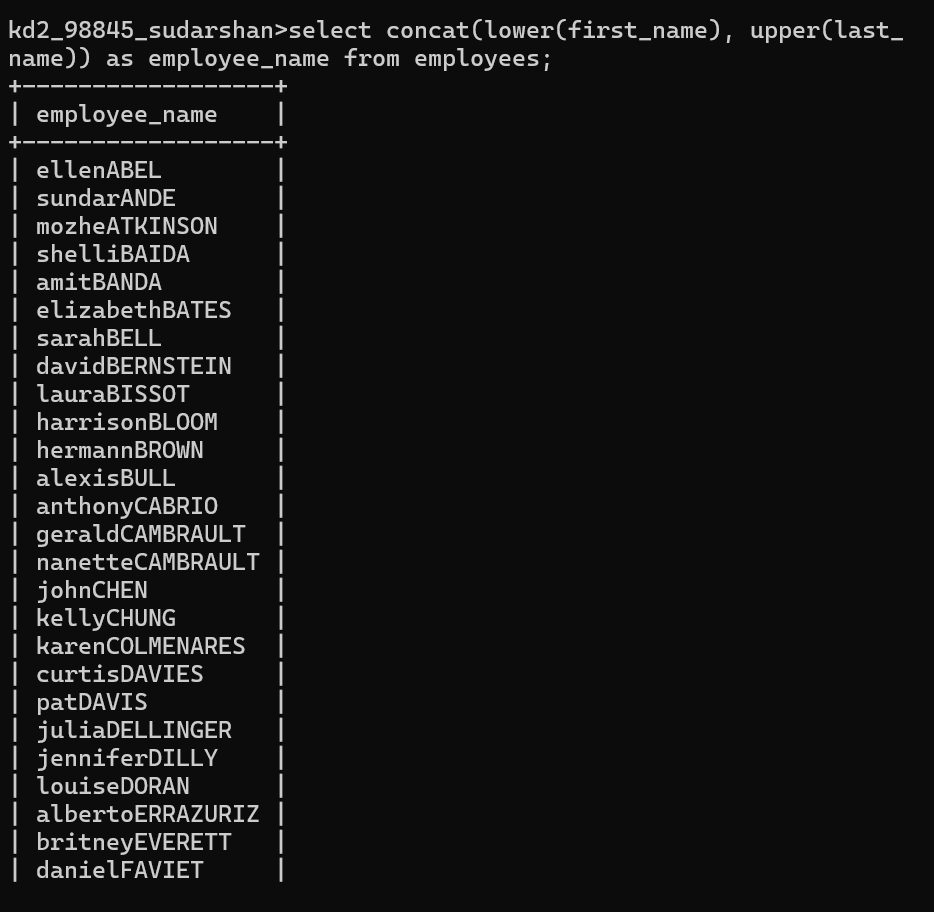 kd2_98845_sudarshan>select concat(lower(first_name), upper(last_
name)) as employee_name from employees;
+------------------+
| employee_name    |
+------------------+
| ellenABEL        |
| sundarANDE       |
| mozheATKINSON    |
| shelliBAIDA      |
| amitBANDA        |
| elizabethBATES   |
| sarahBELL        |
| davidBERNSTEIN   |
| lauraBISSOT      |
| harrisonBLOOM    |
| hermannBROWN     |
| alexisBULL       |
| anthonyCABRIO    |
| geraldCAMBRAULT  |
| nanetteCAMBRAULT |
| johnCHEN         |
| kellyCHUNG       |
| karenCOLMENARES  |
| curtisDAVIES     |
| patDAVIS         |
| juliaDELLINGER   |
| jenniferDILLY    |
| louiseDORAN      |
| albertoERRAZURIZ |
| britneyEVERETT   |
| danielFAVIET     |